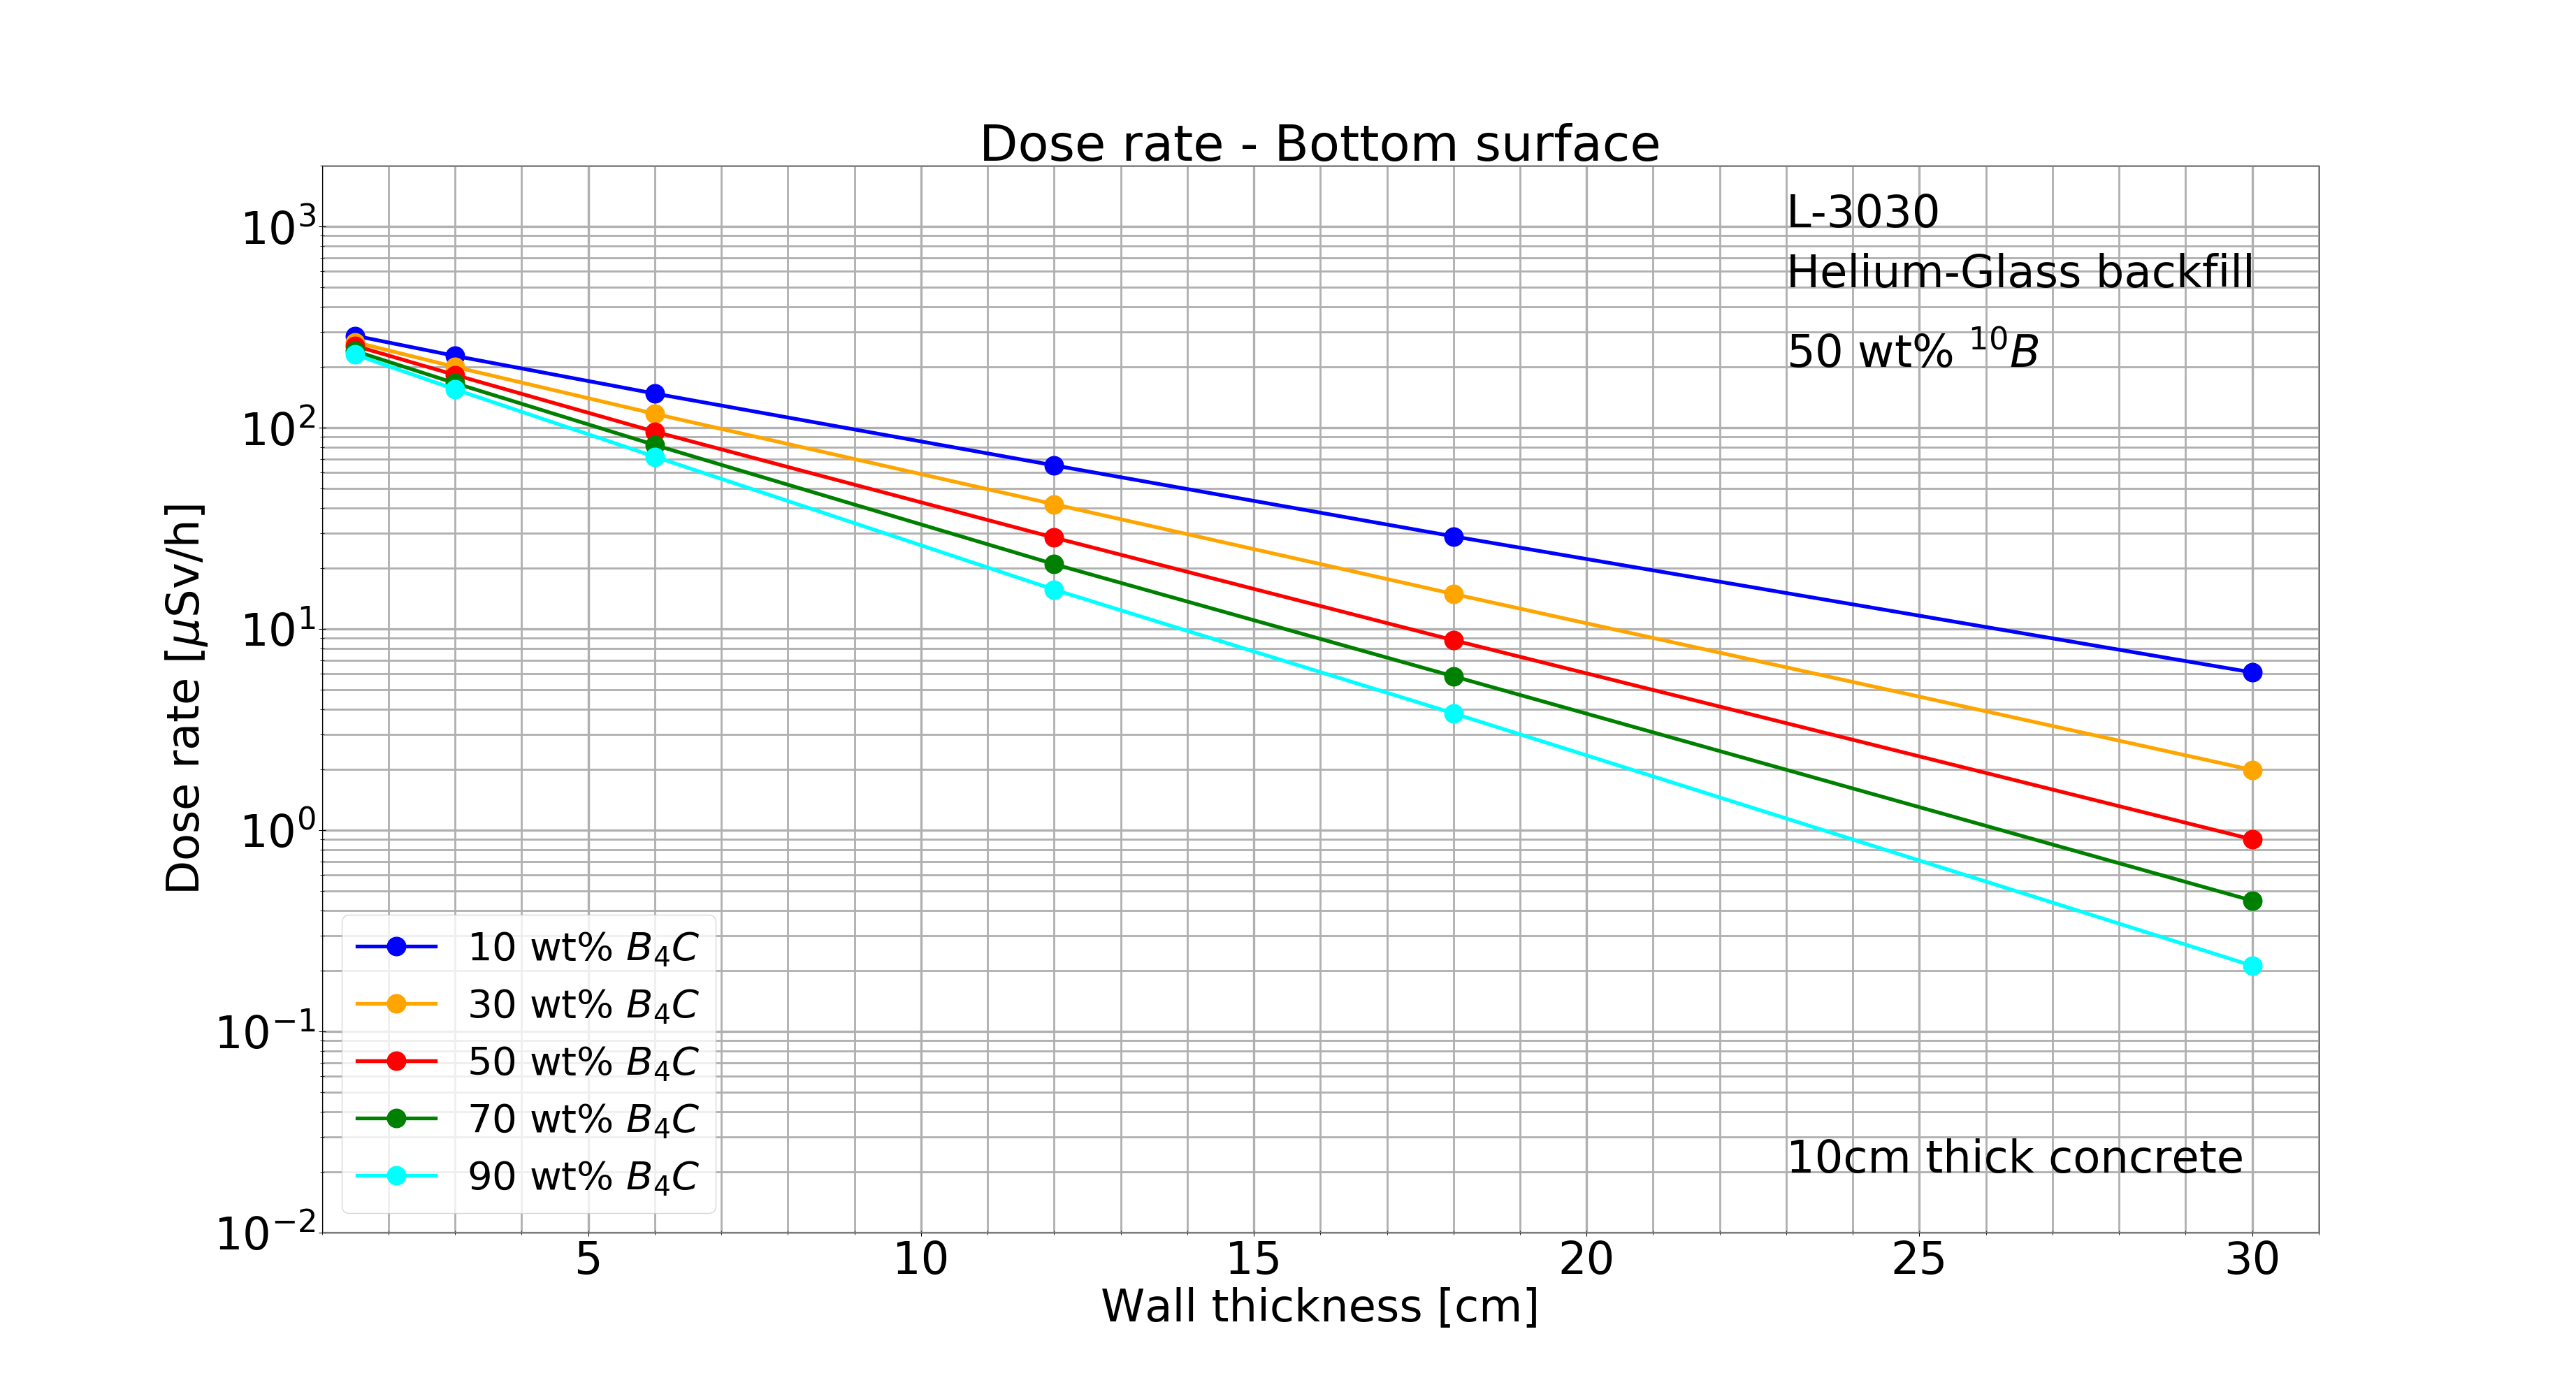 Dose rate - Bottom surface
L-3030
Helium-Glass backfill
50 wt% ¹⁰B
10cm thick concrete
Dose rate [μSv/h]
10³
10²
10¹
10⁰
10⁻¹
10⁻²
10 wt% B₄C
30 wt% B₄C
50 wt% B₄C
70 wt% B₄C
90 wt% B₄C
5 10 15 20 25 30
Wall thickness [cm]